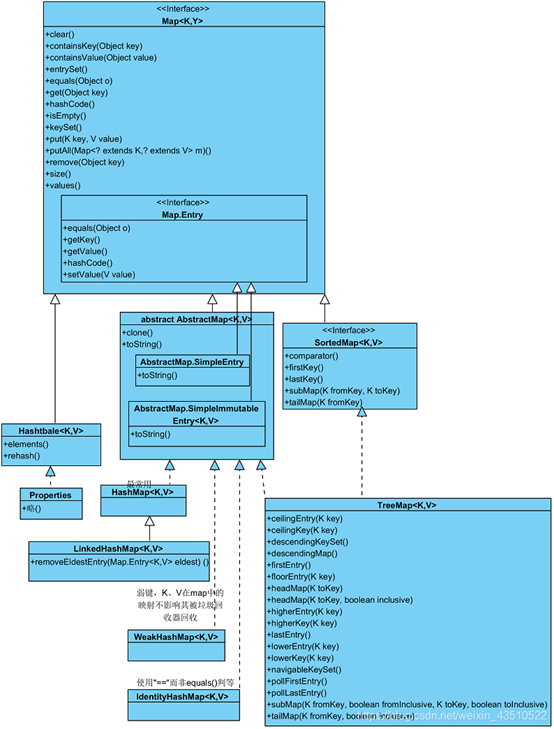 <<Interface>>
Map<K,Y>
+clear()
+containsKey(Object key)
+containsValue(Object value)
+entrySet()
+equals(Object o)
+get(Object key)
+hashCode()
+isEmpty()
+keySet()
+put(K key, V value)
+putAll(Map<? extends K,? extends V> m)()
+remove(Object key)
+size()
+values()
<<Interface>>
Map.Entry
+equals(Object o)
+getKey()
+getValue()
+hashCode()
+setValue(V value)
abstract AbstractMap<K,V>
+clone()
+toString()
AbstractMap.SimpleEntry
+toString()
AbstractMap.SimpleImmutable
Entry<K,V>
+toString()
<<Interface>>
SortedMap<K,V>
+comparator()
+firstKey()
+lastKey()
+subMap(K fromKey, K toKey)
+tailMap(K fromKey)
Hashtbale<K,V>
+elements()
+rehash()
Properties
+略()
最常用
HashMap<K,V>
LinkedHashMap<K,V>
+removeEldestEntry(Map.Entry<K,V> eldest) ()
弱键，K、V在map中的
映射不影响其被垃圾回
收器回收
WeakHashMap<K,V>
使用"=="而非equals()判等
IdentityHashMap<K,V>
TreeMap<K,V>
+ceilingEntry(K key)
+ceilingKey(K key)
+descendingKeySet()
+descendingMap()
+firstEntry()
+floorEntry(K key)
+headMap(K toKey)
+headMap(K toKey, boolean inclusive)
+higherEntry(K key)
+higherKey(K key)
+lastEntry()
+lowerEntry(K key)
+lowerKey(K key)
+navigableKeySet()
+pollFirstEntry()
+pollLastEntry()
+subMap(K fromKey, boolean fromInclusive, K toKey, boolean toInclusive)
+tailMap(K fromKey, boolean inclusive)
https://blog.csdn.net/weixin_43510522